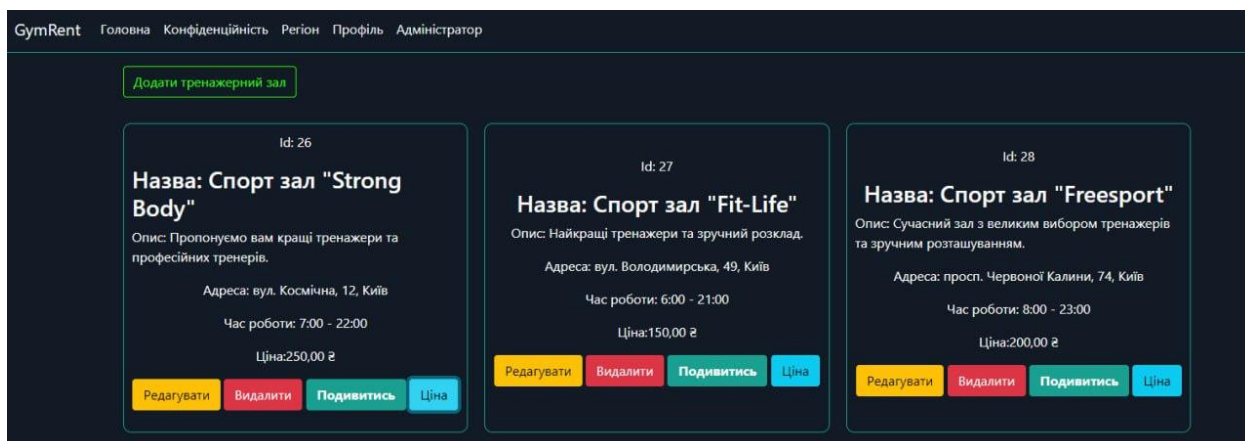 GymRent Головна Конфіденційність Регіон Профіль Адміністратор
Додати тренажерний зал
Id: 26
Назва: Спорт зал "Strong
Body"
Опис: Пропонуємо вам кращі тренажери та
професійних тренерів.
Адреса: вул. Космічна, 12, Київ
Час роботи: 7:00 - 22:00
Ціна:250,00 ₴
Редагувати Видалити Подивитись Ціна
Id: 27
Назва: Спорт зал "Fit-Life"
Опис: Найкращі тренажери та зручний розклад.
Адреса: вул. Володимирська, 49, Київ
Час роботи: 6:00 - 21:00
Ціна:150,00 ₴
Редагувати Видалити Подивитись Ціна
Id: 28
Назва: Спорт зал "Freesport"
Опис: Сучасний зал з великим вибором тренажерів
та зручним розташуванням.
Адреса: просп. Червоної Калини, 74, Київ
Час роботи: 8:00 - 23:00
Ціна:200,00 ₴
Редагувати Видалити Подивитись Ціна